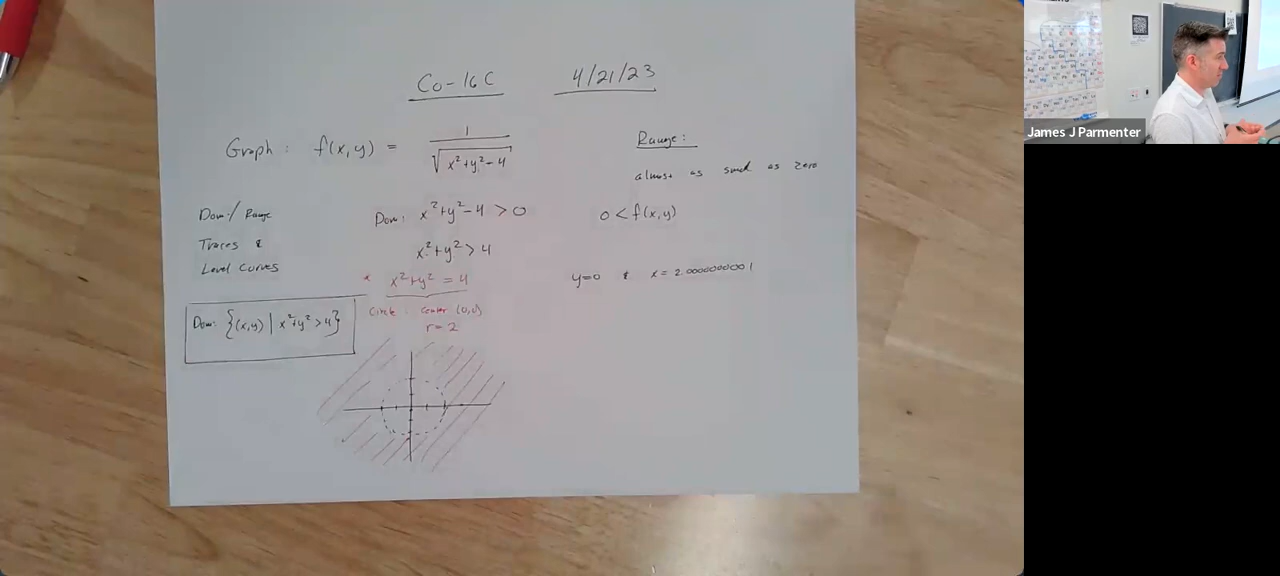 Co-16C 4/21/23
Graph: f(x,y) = 1/√(x²+y²-4)
Dom/Range
Traces &
Level Curves
Dom: {(x,y) | x²+y²>4}
Dom: x²+y²-4 > 0
x²+y² > 4
* x²+y² = 4
Circle: center (0,0)
r=2
Range:
almost as small as zero
0 < f(x,y)
y=0 & x = 2.0000000001
James J Parmenter